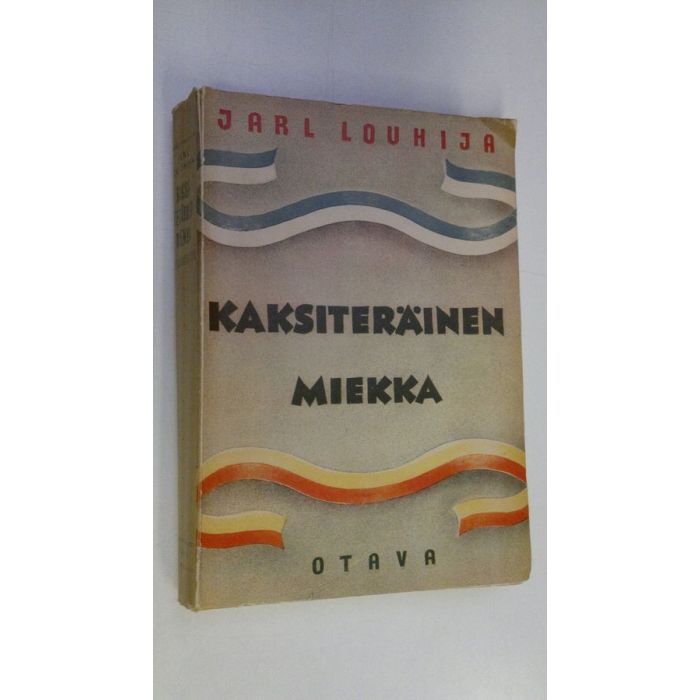 JARL LOUHIJA
KAKSITERÄINEN
MIEKKA
OTAVA